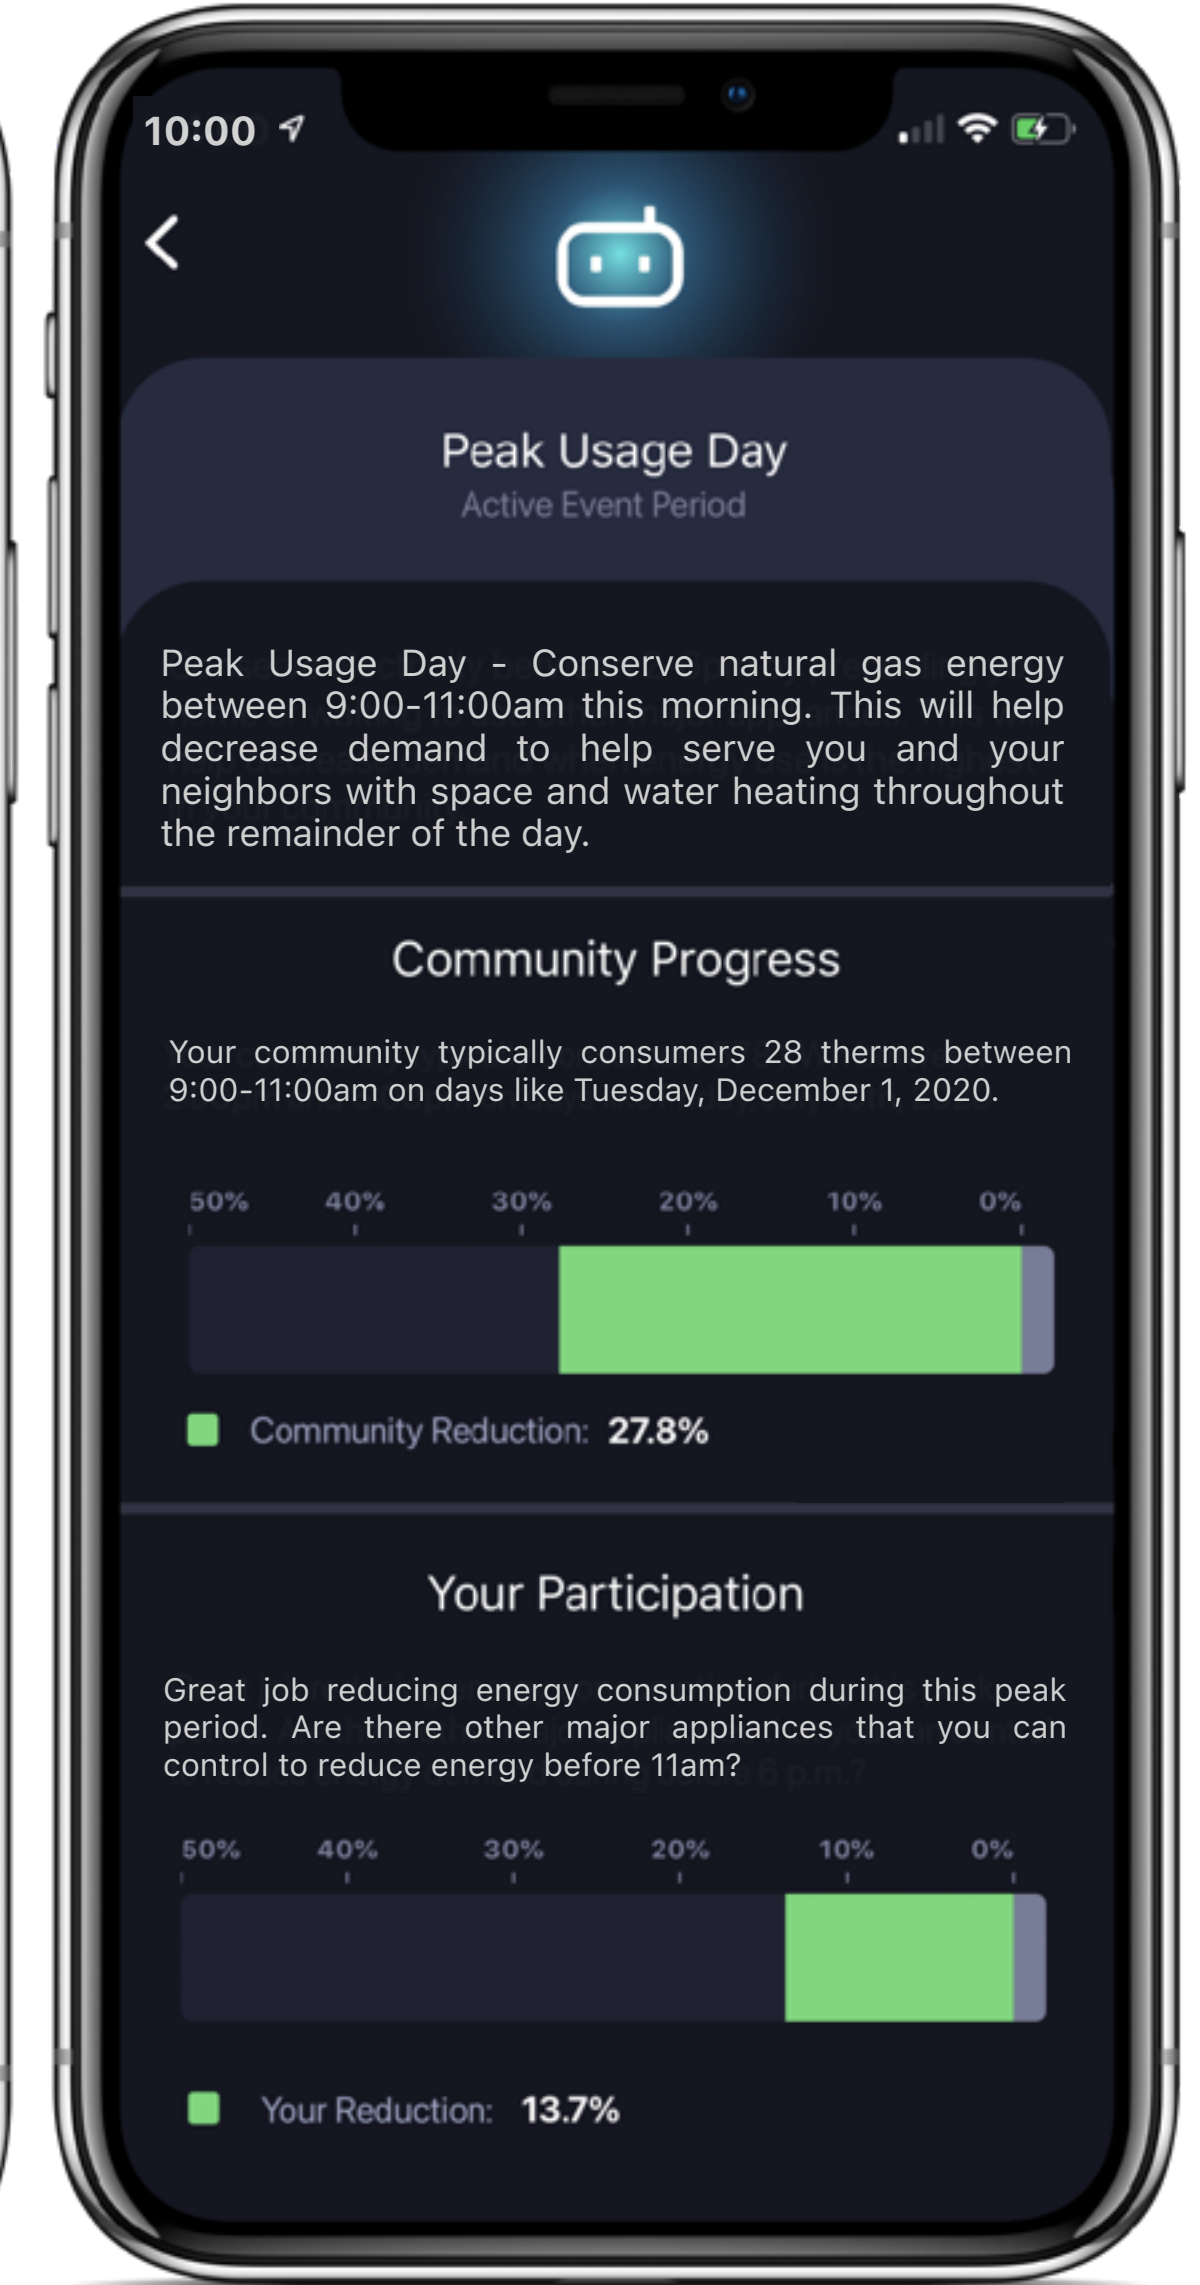 10:00
Peak Usage Day
Active Event Period
Peak Usage Day - Conserve natural gas energy
between 9:00-11:00am this morning. This will help
decrease demand to help serve you and your
neighbors with space and water heating throughout
the remainder of the day.
Community Progress
Your community typically consumers 28 therms between
9:00-11:00am on days like Tuesday, December 1, 2020.
50% 40% 30% 20% 10% 0%
Community Reduction: 27.8%
Your Participation
Great job reducing energy consumption during this peak
period. Are there other major appliances that you can
control to reduce energy before 11am?
50% 40% 30% 20% 10% 0%
Your Reduction: 13.7%